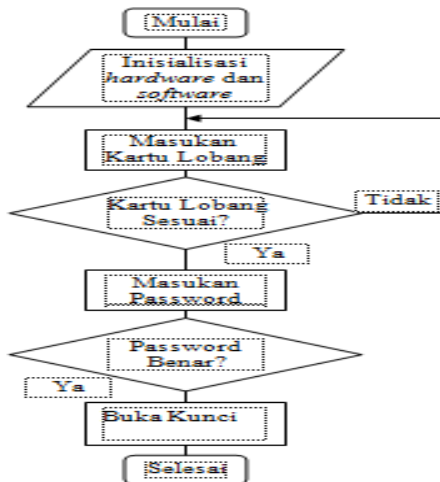 Mulai
Inisialisasi
hardware dan
software
Masukan
Kartu Lobang
Kartu Lobang
Sesuai?
Tidak
Ya
Masukan
Password
Password
Benar?
Ya
Buka Kunci
Selesai